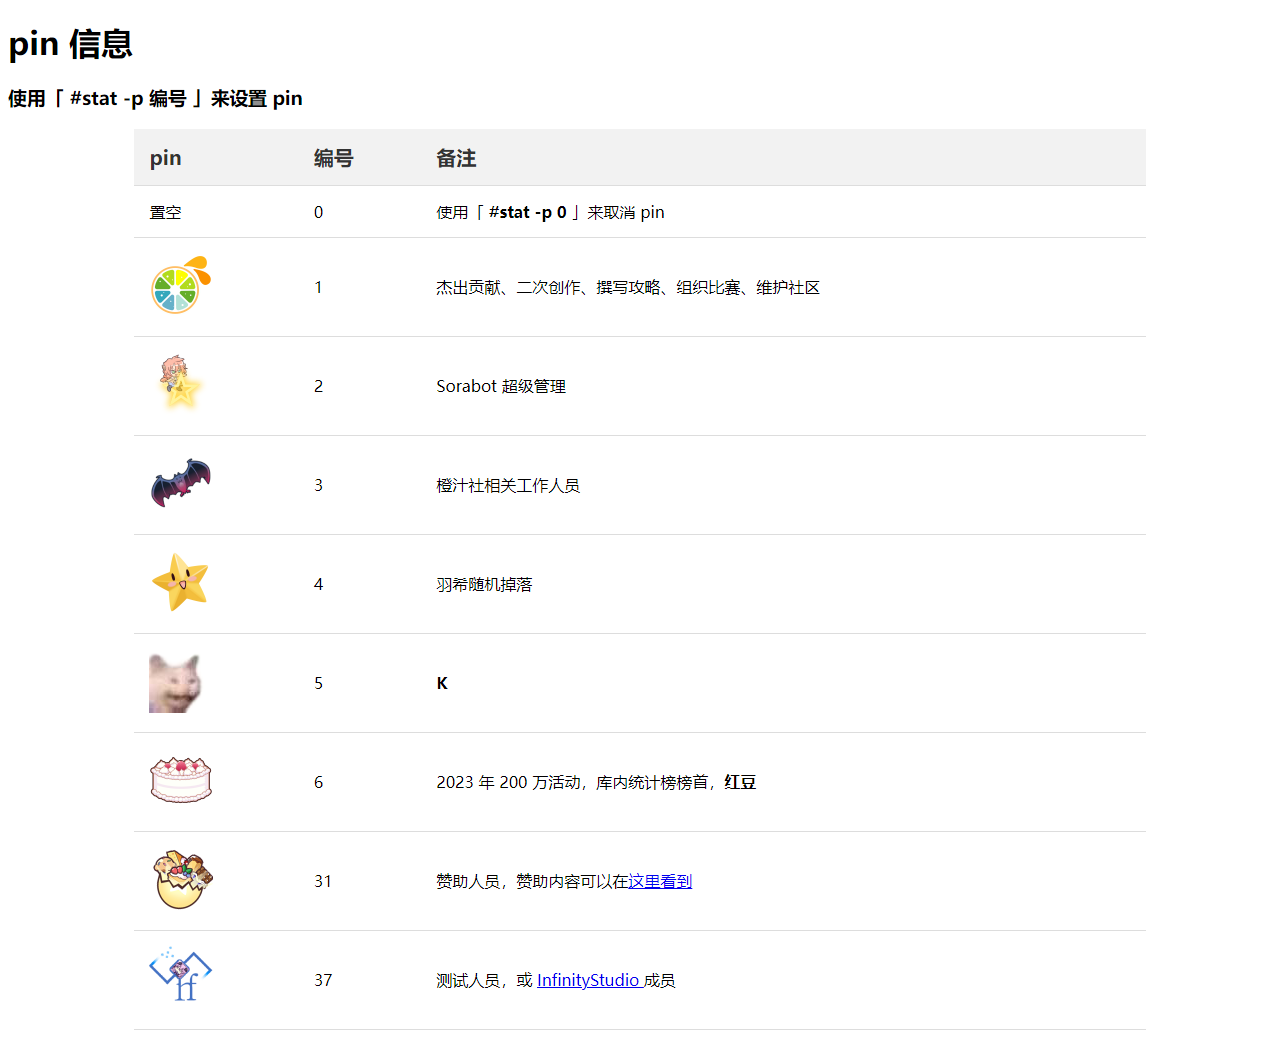 pin 信息
使用「 #stat -p 编号 」来设置 pin
pin 编号 备注
置空 0 使用「 #stat -p 0 」来取消 pin
1 杰出贡献、二次创作、撰写攻略、组织比赛、维护社区
2 Sorabot 超级管理
3 橙汁社相关工作人员
4 羽希随机掉落
5 K
6 2023 年 200 万活动，库内统计榜榜首，红豆
31 赞助人员，赞助内容可以在这里看到
37 测试人员，或 InfinityStudio 成员